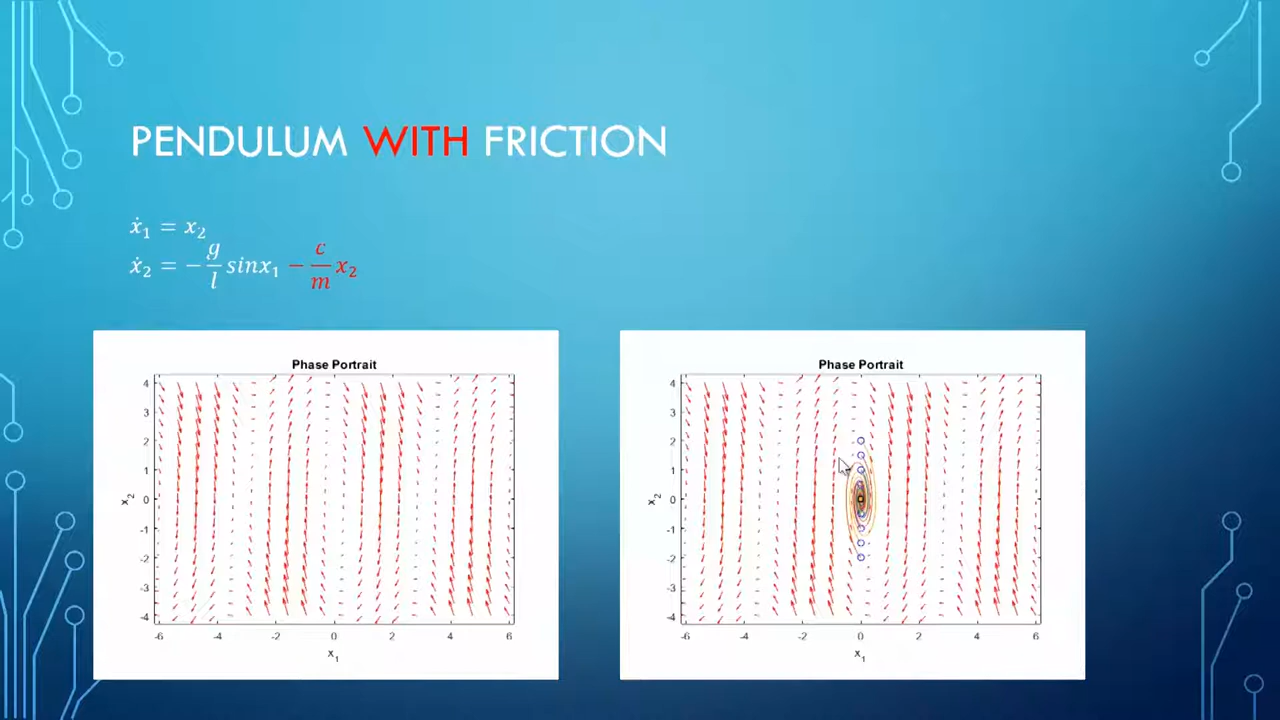 PENDULUM WITH FRICTION
ẋ₁ = x₂
ẋ₂ = −g/l sinx₁ − c/m x₂
Phase Portrait
4
3
2
1
0
-1
-2
-3
-4
x₂
-6 -4 -2 0 2 4 6
x₁
Phase Portrait
4
3
2
1
0
-1
-2
-3
-4
x₂
-6 -4 -2 0 2 4 6
x₁